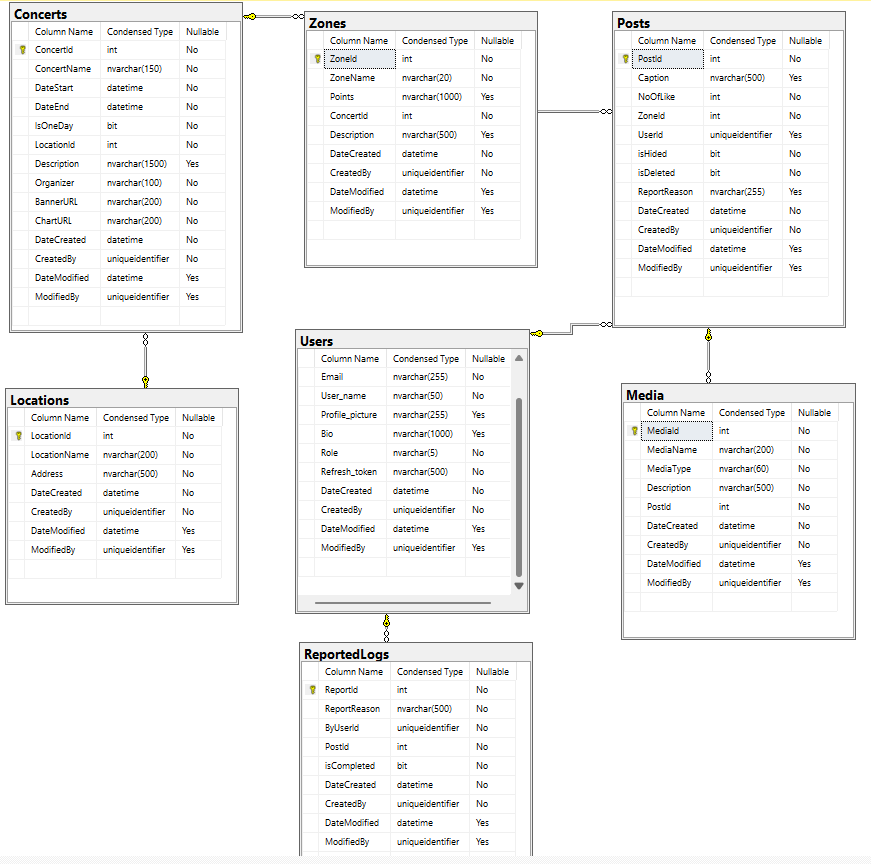 Concerts
Column Name Condensed Type Nullable
ConcertId int No
ConcertName nvarchar(150) No
DateStart datetime No
DateEnd datetime No
IsOneDay bit No
LocationId int No
Description nvarchar(1500) Yes
Organizer nvarchar(100) No
BannerURL nvarchar(200) No
ChartURL nvarchar(200) No
DateCreated datetime No
CreatedBy uniqueidentifier No
DateModified datetime Yes
ModifiedBy uniqueidentifier Yes
Zones
Column Name Condensed Type Nullable
ZoneId int No
ZoneName nvarchar(20) No
Points nvarchar(1000) Yes
ConcertId int No
Description nvarchar(500) Yes
DateCreated datetime No
CreatedBy uniqueidentifier No
DateModified datetime Yes
ModifiedBy uniqueidentifier Yes
Posts
Column Name Condensed Type Nullable
PostId int No
Caption nvarchar(500) Yes
NoOfLike int No
ZoneId int No
UserId uniqueidentifier Yes
isHided bit No
isDeleted bit No
ReportReason nvarchar(255) Yes
DateCreated datetime No
CreatedBy uniqueidentifier No
DateModified datetime Yes
ModifiedBy uniqueidentifier Yes
Locations
Column Name Condensed Type Nullable
LocationId int No
LocationName nvarchar(200) No
Address nvarchar(500) No
DateCreated datetime No
CreatedBy uniqueidentifier No
DateModified datetime Yes
ModifiedBy uniqueidentifier Yes
Users
Column Name Condensed Type Nullable
Email nvarchar(255) No
User_name nvarchar(50) No
Profile_picture nvarchar(255) Yes
Bio nvarchar(1000) Yes
Role nvarchar(5) No
Refresh_token nvarchar(500) No
DateCreated datetime No
CreatedBy uniqueidentifier No
DateModified datetime Yes
ModifiedBy uniqueidentifier Yes
Media
Column Name Condensed Type Nullable
MediaId int No
MediaName nvarchar(200) No
MediaType nvarchar(60) No
Description nvarchar(500) No
PostId int No
DateCreated datetime No
CreatedBy uniqueidentifier No
DateModified datetime Yes
ModifiedBy uniqueidentifier Yes
ReportedLogs
Column Name Condensed Type Nullable
ReportId int No
ReportReason nvarchar(500) No
ByUserId uniqueidentifier No
PostId int No
isCompleted bit No
DateCreated datetime No
CreatedBy uniqueidentifier No
DateModified datetime Yes
ModifiedBy uniqueidentifier Yes